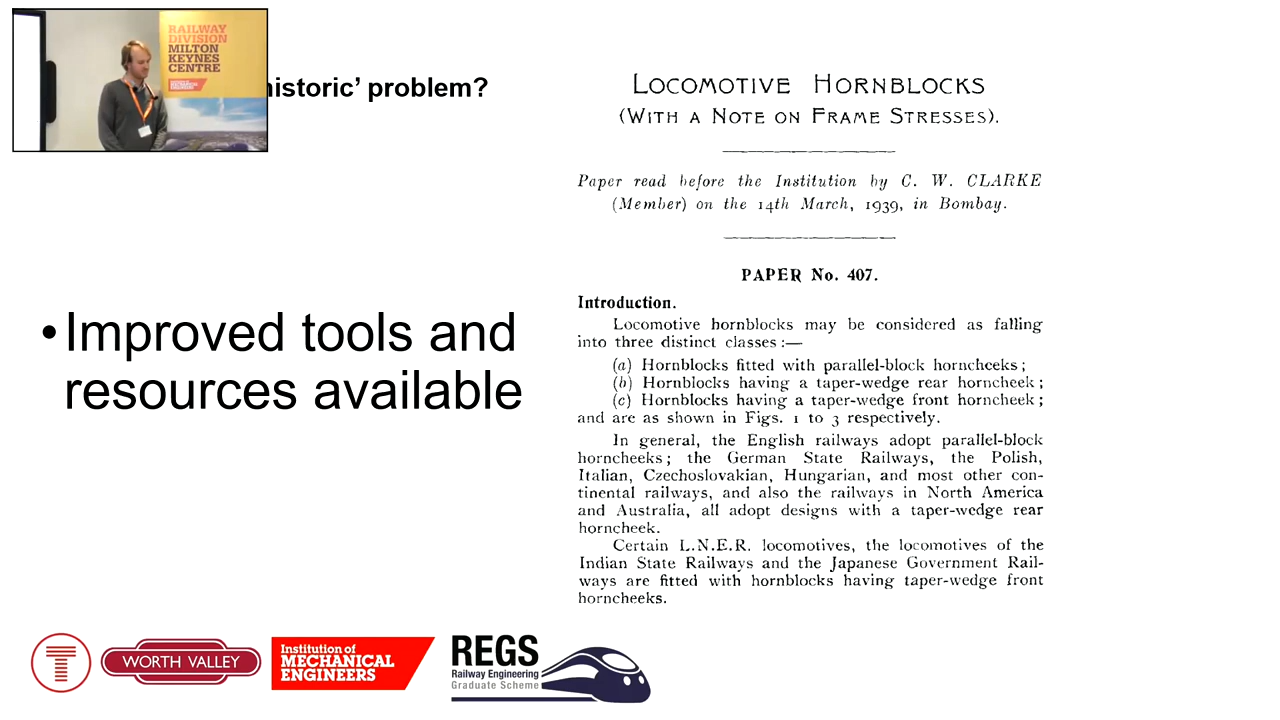 RAILWAY
DIVISION
MILTON
KEYNES
CENTRE
problem?
LOCOMOTIVE HORNBLOCKS
(WITH A NOTE ON FRAME STRESSES).
Paper read before the Institution by C. W. CLARKE
(Member) on the 14th March, 1939, in Bombay.
PAPER No. 407.
Introduction.
Locomotive hornblocks may be considered as falling
into three distinct classes :—
(a) Hornblocks fitted with parallel-block horncheeks ;
(b) Hornblocks having a taper-wedge rear horncheek ;
(c) Hornblocks having a taper-wedge front horncheek ;
and are as shown in Figs. 1 to 3 respectively.
In general, the English railways adopt parallel-block
horncheeks ; the German State Railways, the Polish,
Italian, Czechoslovakian, Hungarian, and most other con-
tinental railways, and also the railways in North America
and Australia, all adopt designs with a taper-wedge rear
horncheek.
Certain L.N.E.R. locomotives, the locomotives of the
Indian State Railways and the Japanese Government Rail-
ways are fitted with hornblocks having taper-wedge front
horncheeks.
•Improved tools and
resources available
T
WORTH VALLEY
Institution of
MECHANICAL
ENGINEERS
REGS
Railway Engineering
Graduate Scheme